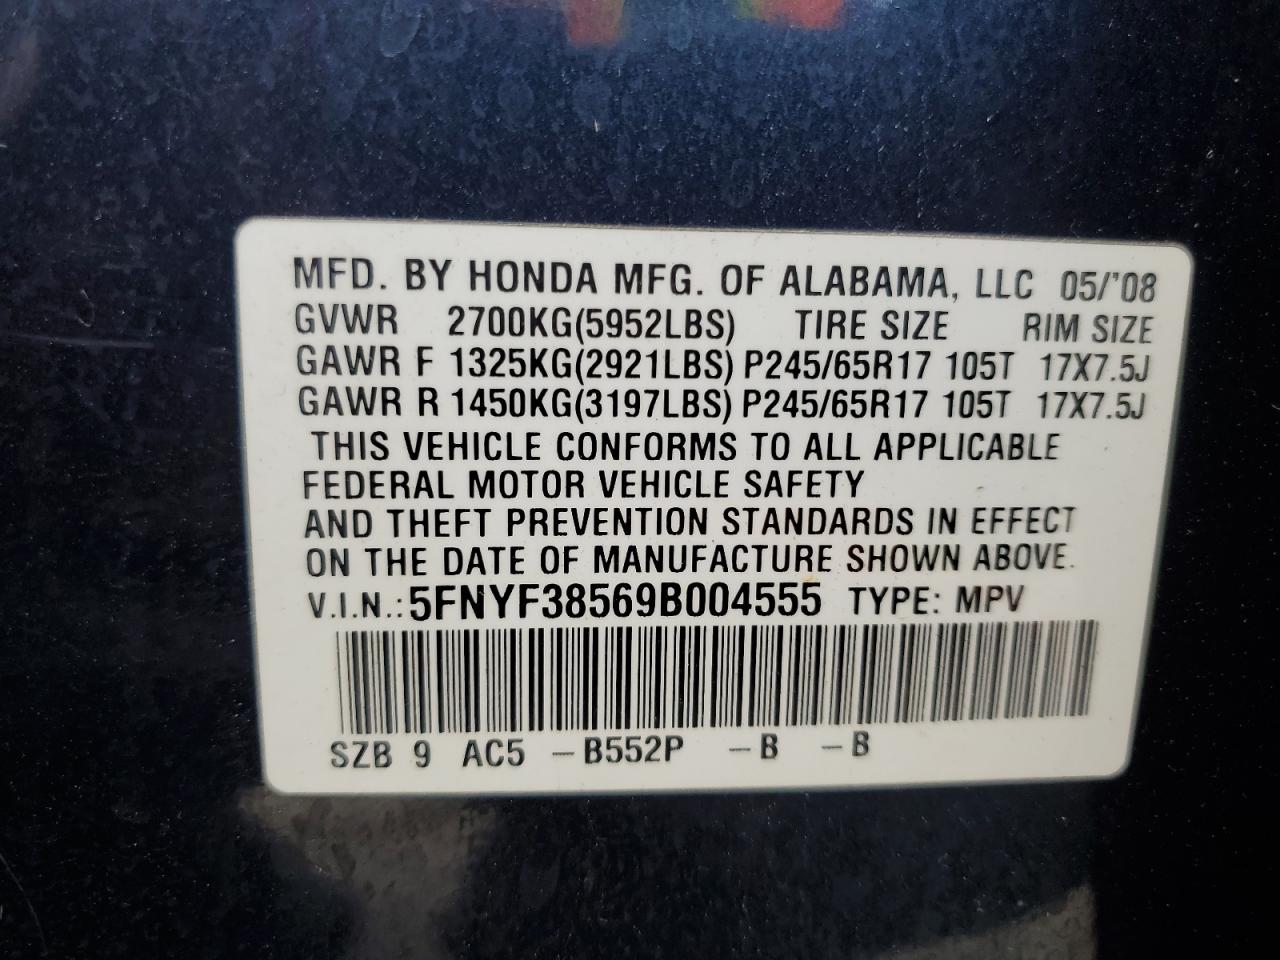 MFD. BY HONDA MFG. OF ALABAMA, LLC 05/'08
GVWR 2700KG(5952LBS) TIRE SIZE RIM SIZE
GAWR F 1325KG(2921LBS) P245/65R17 105T 17X7.5J
GAWR R 1450KG(3197LBS) P245/65R17 105T 17X7.5J
THIS VEHICLE CONFORMS TO ALL APPLICABLE
FEDERAL MOTOR VEHICLE SAFETY
AND THEFT PREVENTION STANDARDS IN EFFECT
ON THE DATE OF MANUFACTURE SHOWN ABOVE.
V.I.N.: 5FNYF38569B004555 TYPE: MPV
SZB 9 AC5 –B552P –B –B